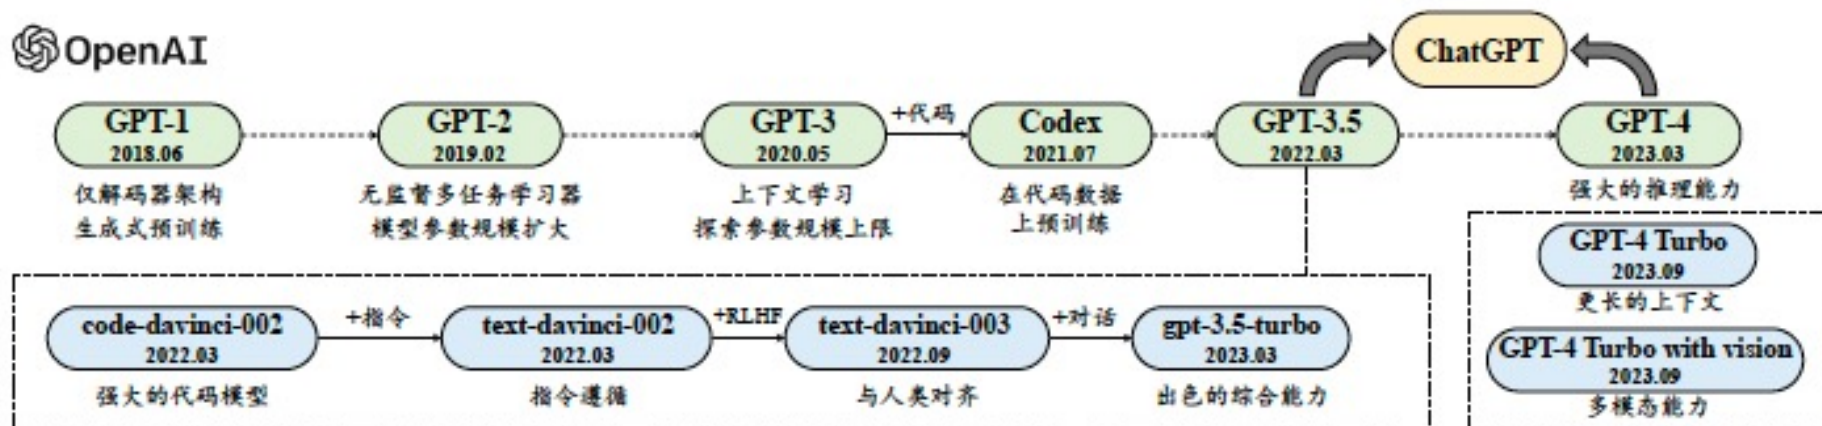 OpenAI
ChatGPT
GPT-1
2018.06
GPT-2
2019.02
GPT-3
2020.05
+代码
Codex
2021.07
GPT-3.5
2022.03
GPT-4
2023.03
仅解码器架构
生成式预训练
无监督多任务学习器
模型参数规模扩大
上下文学习
探索参数规模上限
在代码数据
上预训练
强大的推理能力
GPT-4 Turbo
2023.09
更长的上下文
GPT-4 Turbo with vision
2023.09
多模态能力
code-davinci-002
2022.03
+指令
text-davinci-002
2022.03
+RLHF
text-davinci-003
2022.09
+对话
gpt-3.5-turbo
2023.03
强大的代码模型
指令遵循
与人类对齐
出色的综合能力